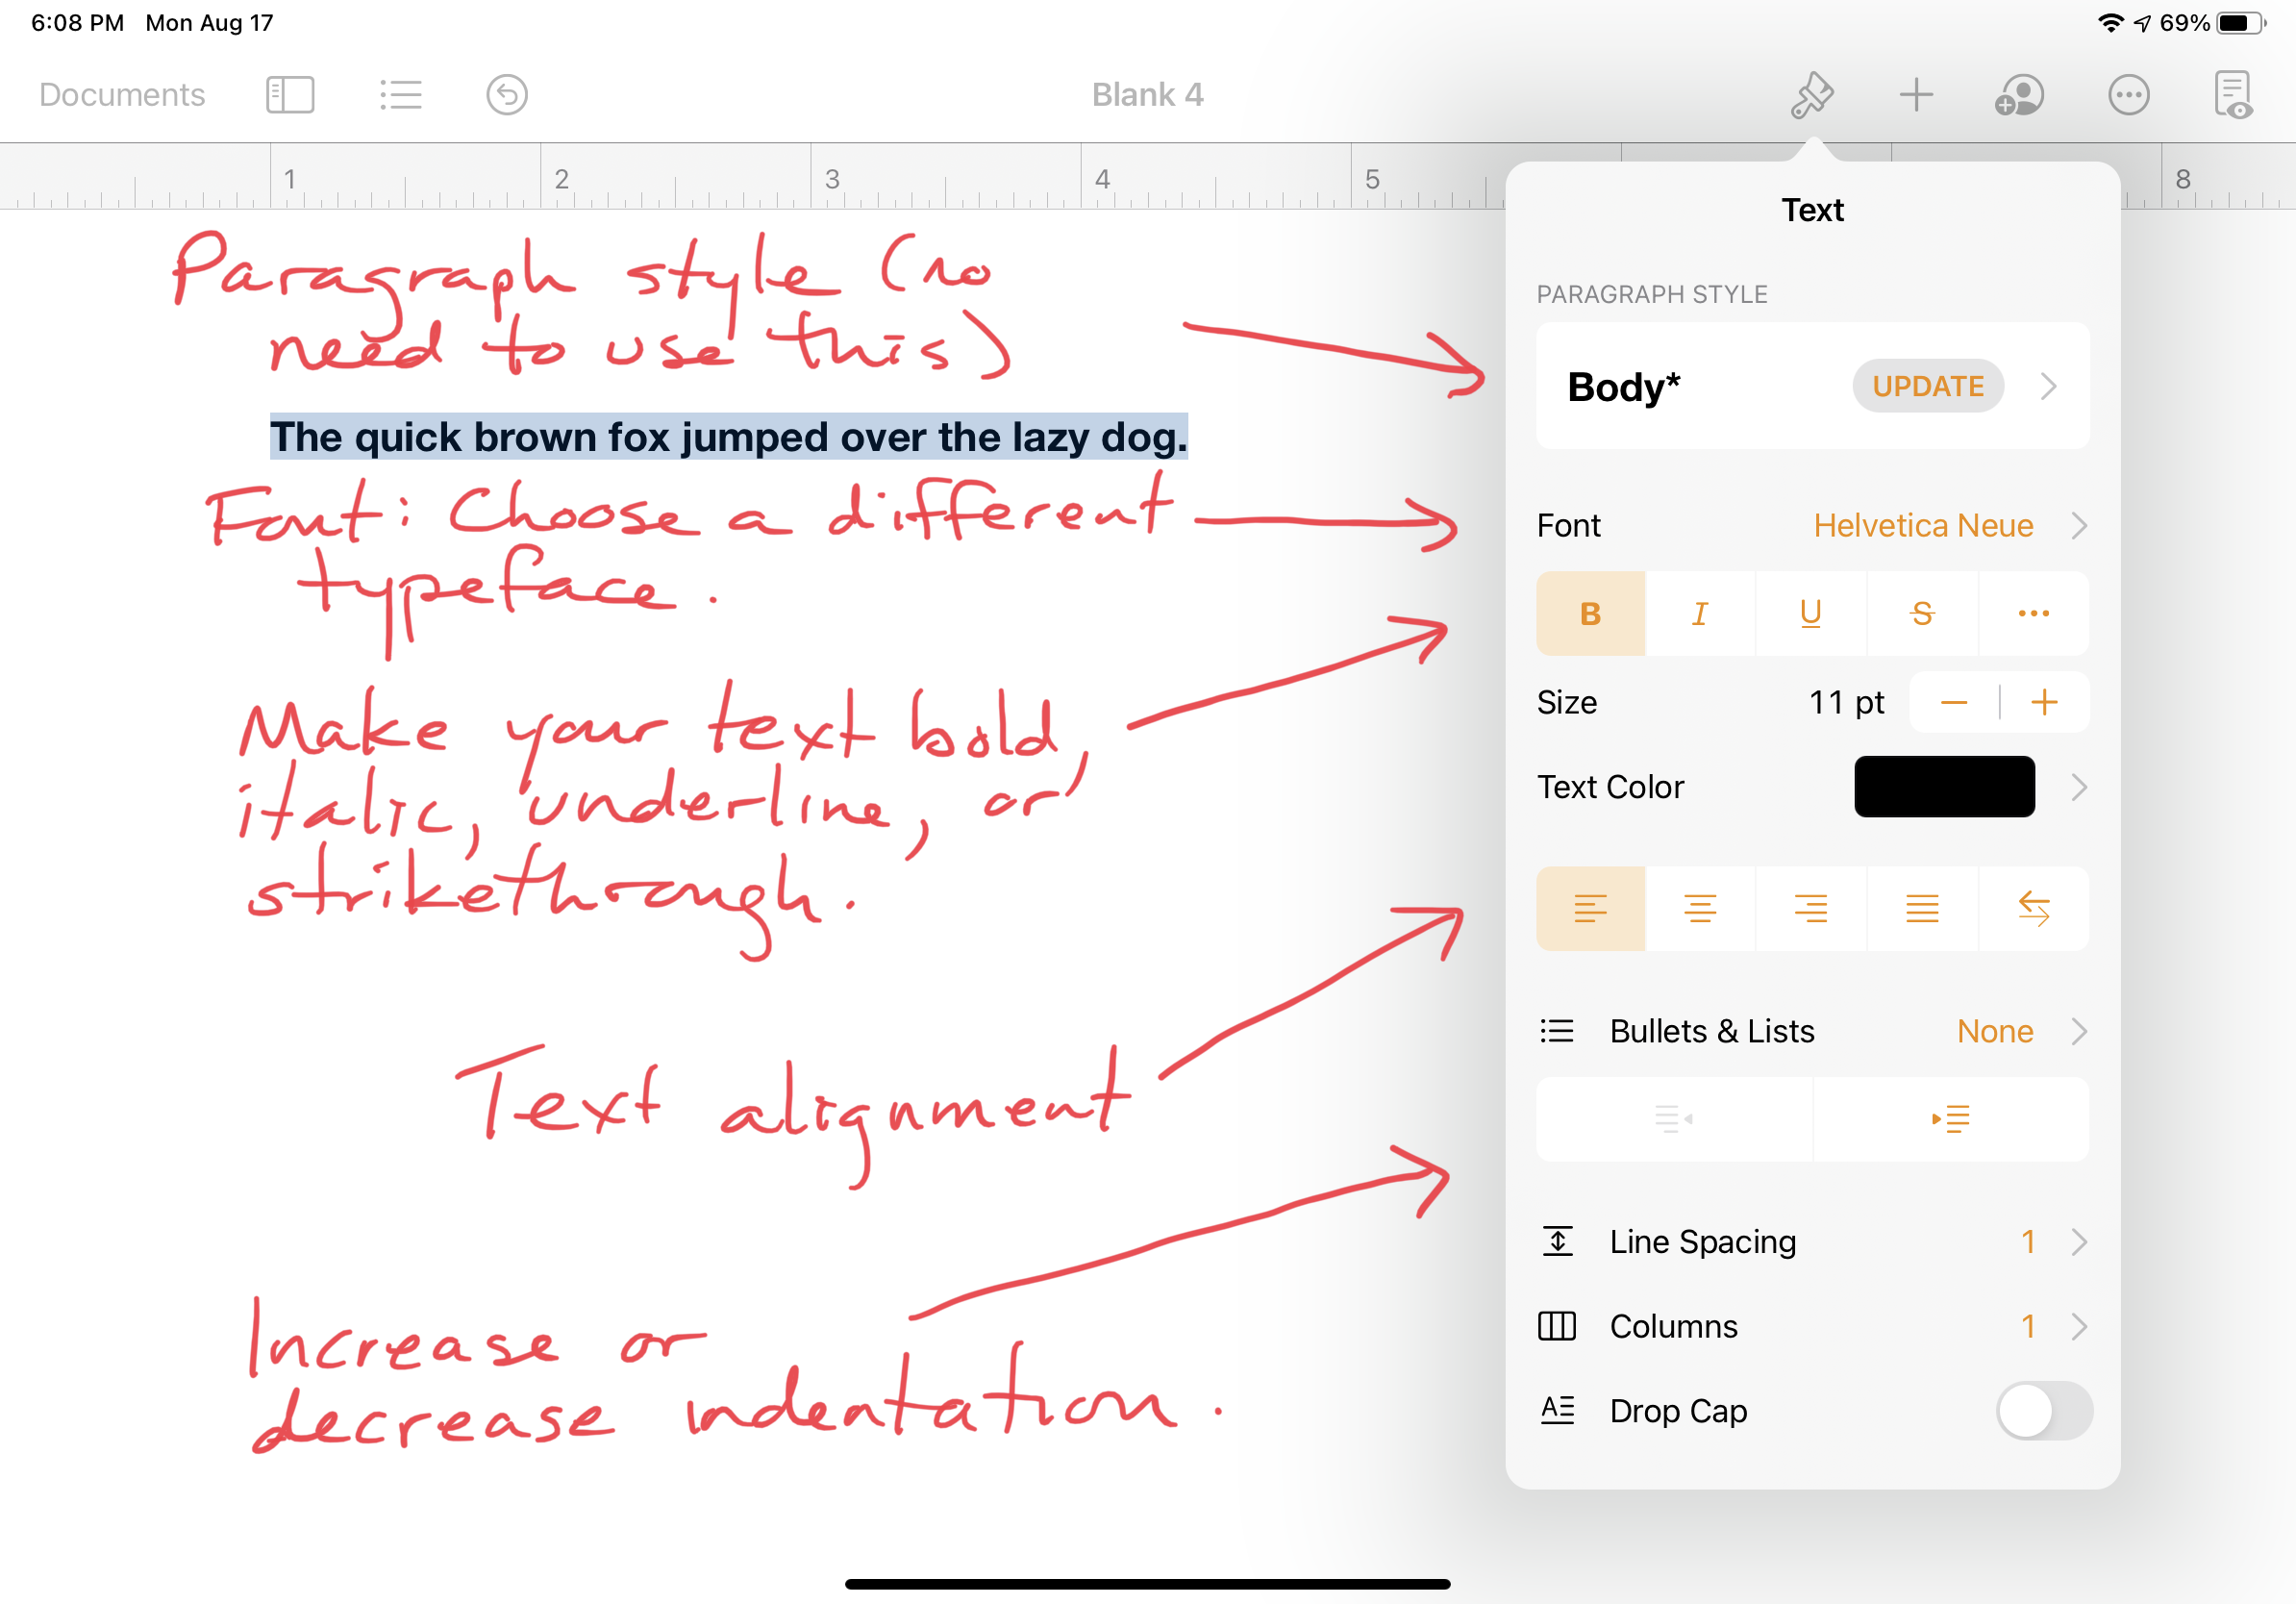 6:08 PM Mon Aug 17
69%
Documents
Blank 4
1 2 3 4 5 8
Paragraph style (no
need to use this)
The quick brown fox jumped over the lazy dog.
Font: Choose a different
typeface.
Make your text bold,
italic, underline, or
strikethrough.
Text alignment
Increase or
decrease indentation.
Text
PARAGRAPH STYLE
Body* UPDATE
Font Helvetica Neue
B I U S ...
Size 11 pt − +
Text Color
Bullets & Lists None
Line Spacing 1
Columns 1
Drop Cap